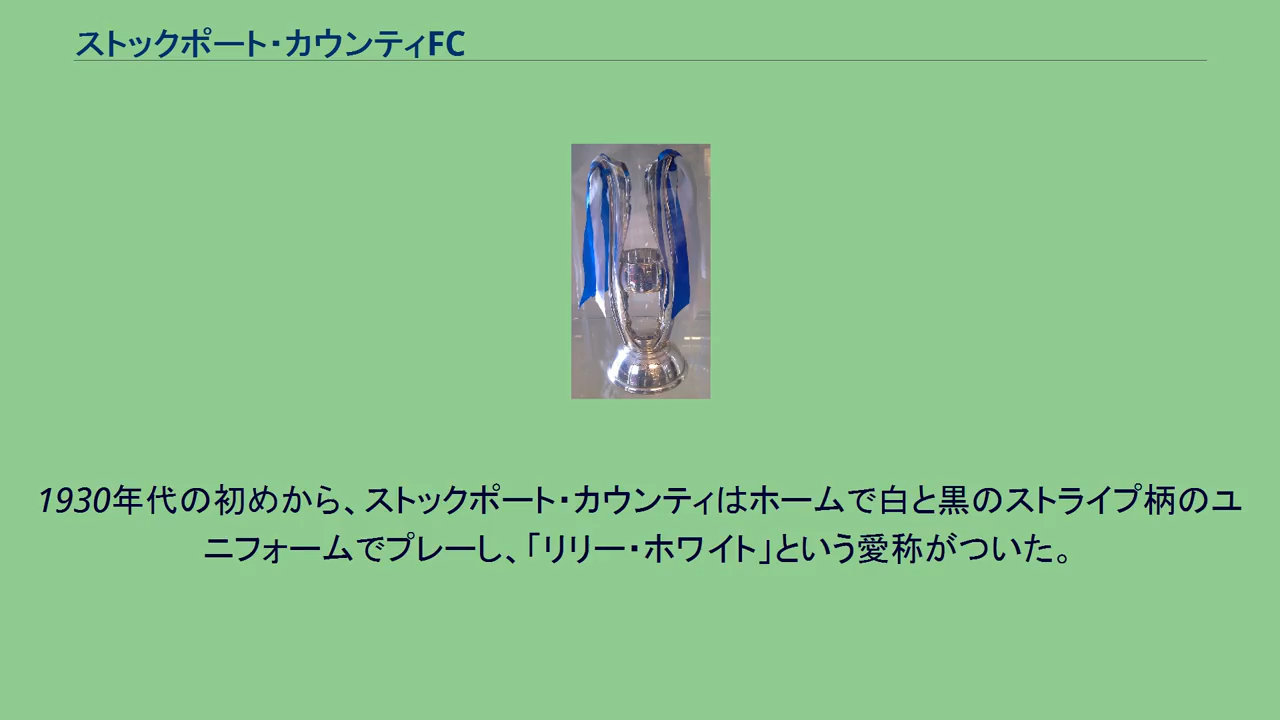 ストックポート・カウンティFC
1930年代の初めから、ストックポート・カウンティはホームで白と黒のストライプ柄のユ
ニフォームでプレーし、「リリー・ホワイト」という愛称がついた。